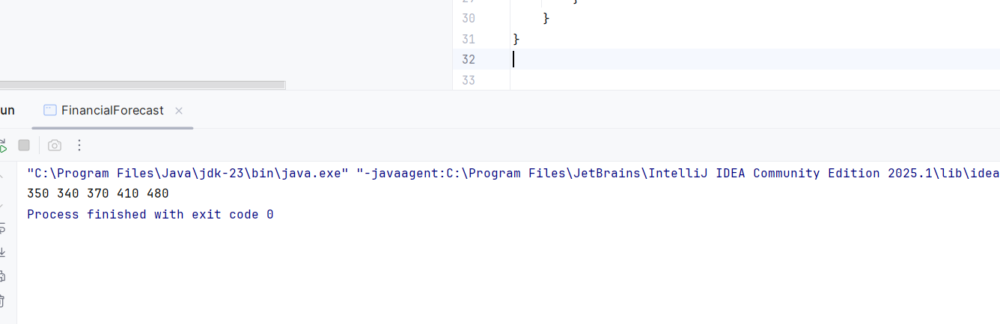 }
30 }
31 }
32
33
un FinancialForecast
"C:\Program Files\Java\jdk-23\bin\java.exe" "-javaagent:C:\Program Files\JetBrains\IntelliJ IDEA Community Edition 2025.1\lib\idea
350 340 370 410 480
Process finished with exit code 0